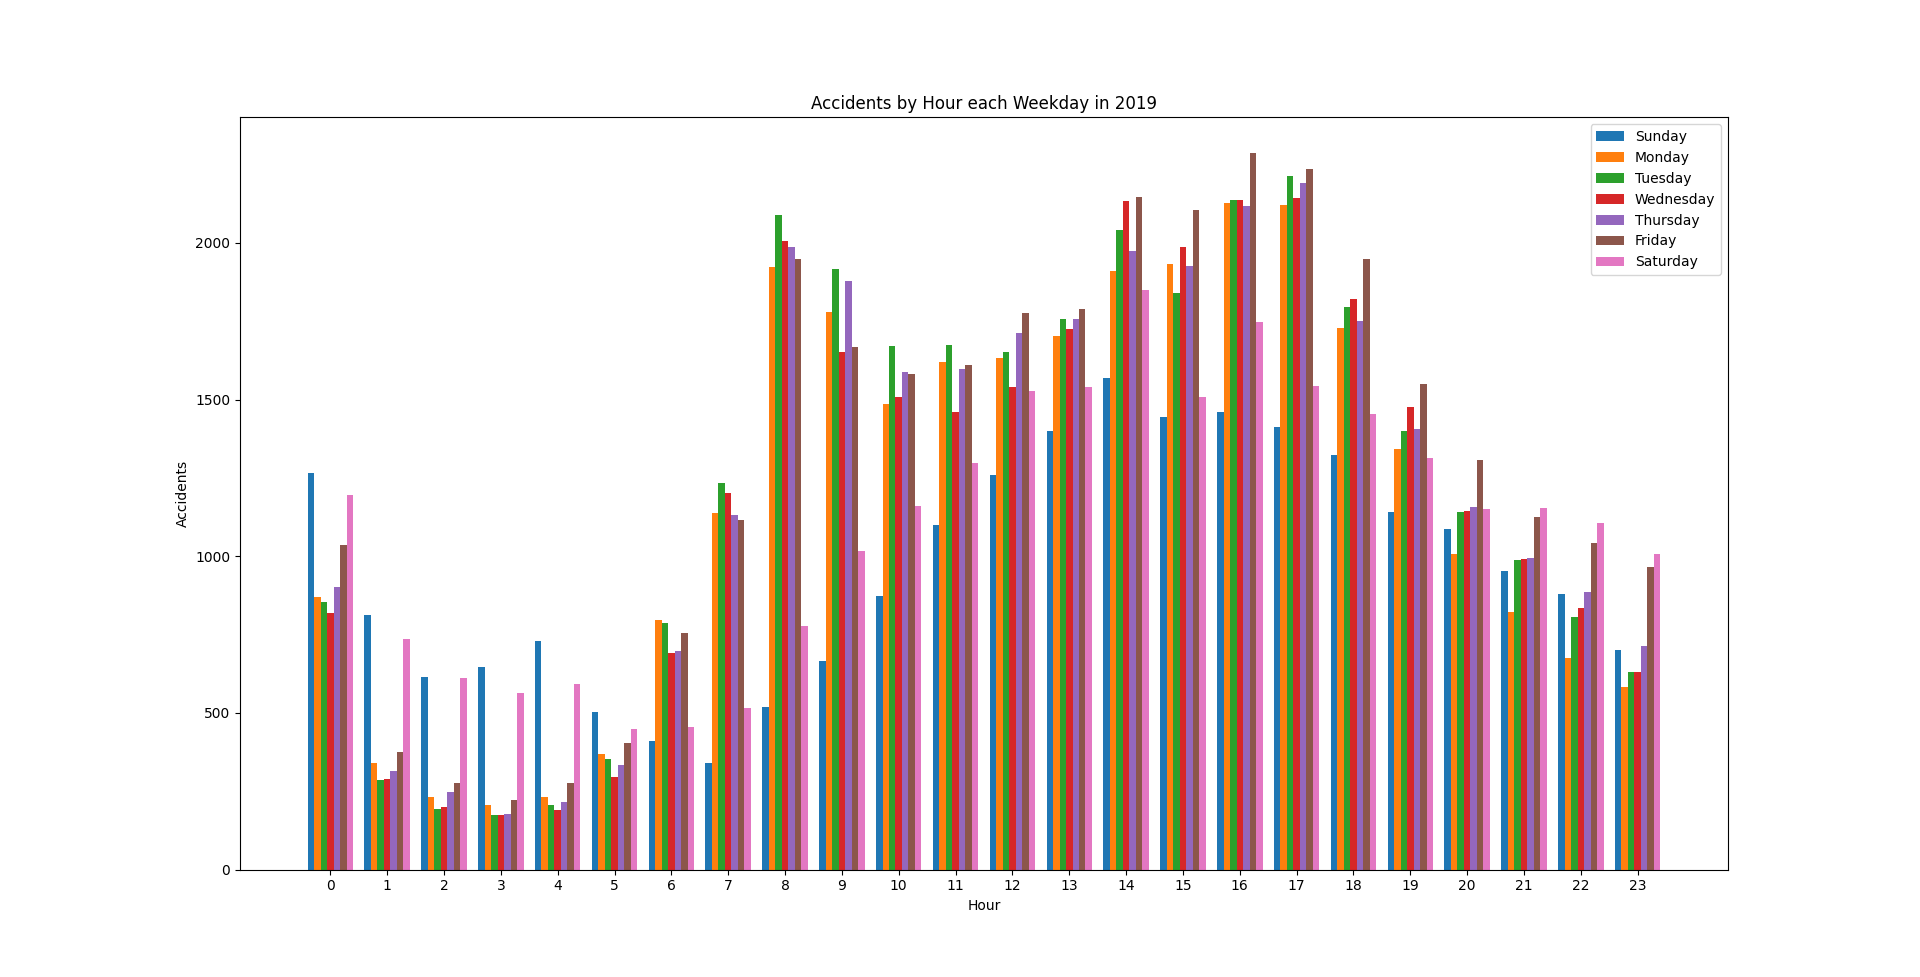 Accidents by Hour each Weekday in 2019
Sunday
Monday
Tuesday
Wednesday
Thursday
Friday
Saturday
2000
1500
1000
500
0
Accidents
0 1 2 3 4 5 6 7 8 9 10 11 12 13 14 15 16 17 18 19 20 21 22 23
Hour